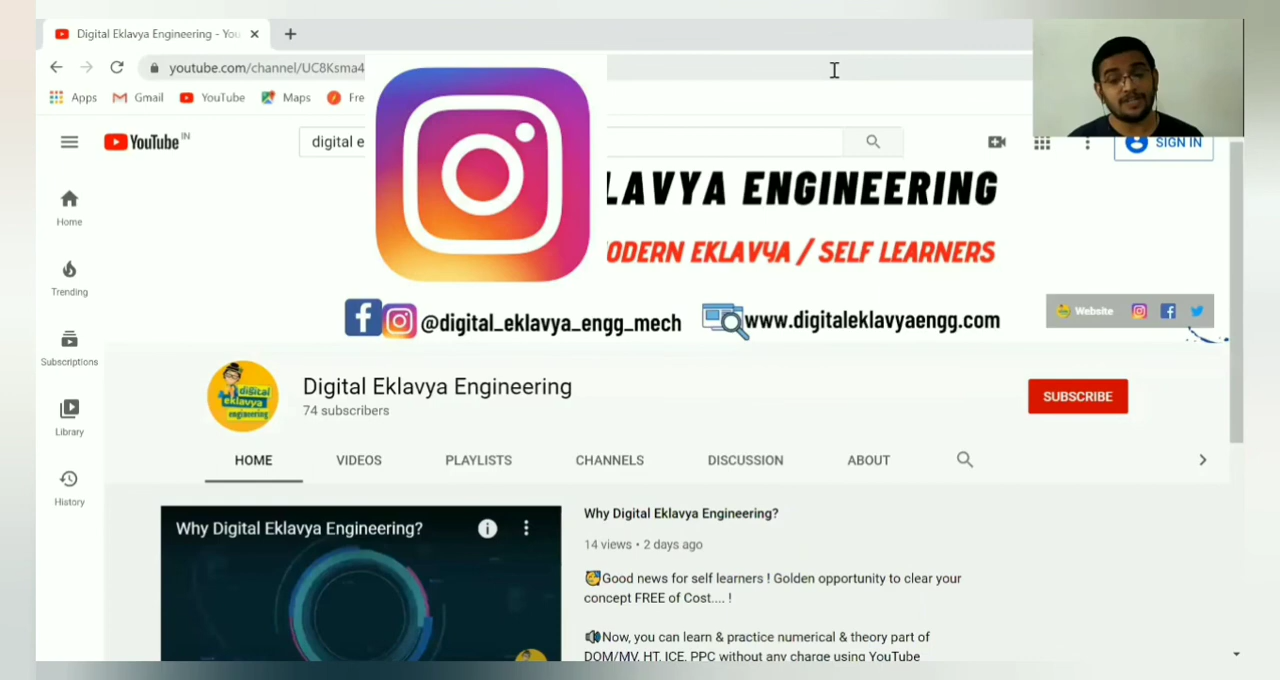 Digital Eklavya Engineering - You
youtube.com/channel/UC8Ksma4
Apps
Gmail
YouTube
Maps
Fre
YouTube IN
digital e
SIGN IN
KLAVYA ENGINEERING
ODERN EKLAVYA / SELF LEARNERS
@digital_eklavya_engg_mech
www.digitaleklavyaengg.com
Website
Home
Trending
Subscriptions
Library
History
digital
eklavya
engineering
Digital Eklavya Engineering
74 subscribers
SUBSCRIBE
HOME
VIDEOS
PLAYLISTS
CHANNELS
DISCUSSION
ABOUT
Why Digital Eklavya Engineering?
Why Digital Eklavya Engineering?
14 views • 2 days ago
Good news for self learners ! Golden opportunity to clear your
concept FREE of Cost.... !
Now, you can learn & practice numerical & theory part of
DOM/MV, HT, ICE, PPC without any charge using YouTube